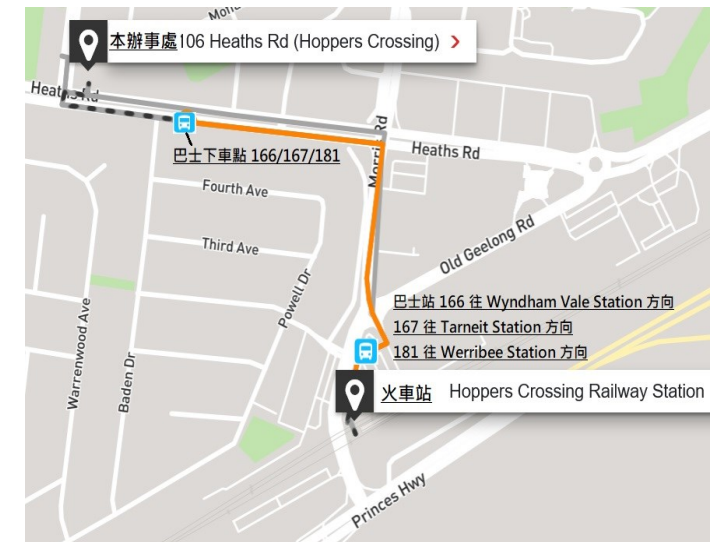 Mon
本辦事處106 Heaths Rd (Hoppers Crossing)
Heaths Rd
Morris Rd
Heaths Rd
巴士下車點 166/167/181
Fourth Ave
Third Ave
Old Geelong Rd
Powell Dr
Warrenwood Ave
Baden Dr
巴士站 166 往 Wyndham Vale Station 方向
167 往 Tarneit Station 方向
181 往 Werribee Station 方向
火車站 Hoppers Crossing Railway Station
Princes Hwy